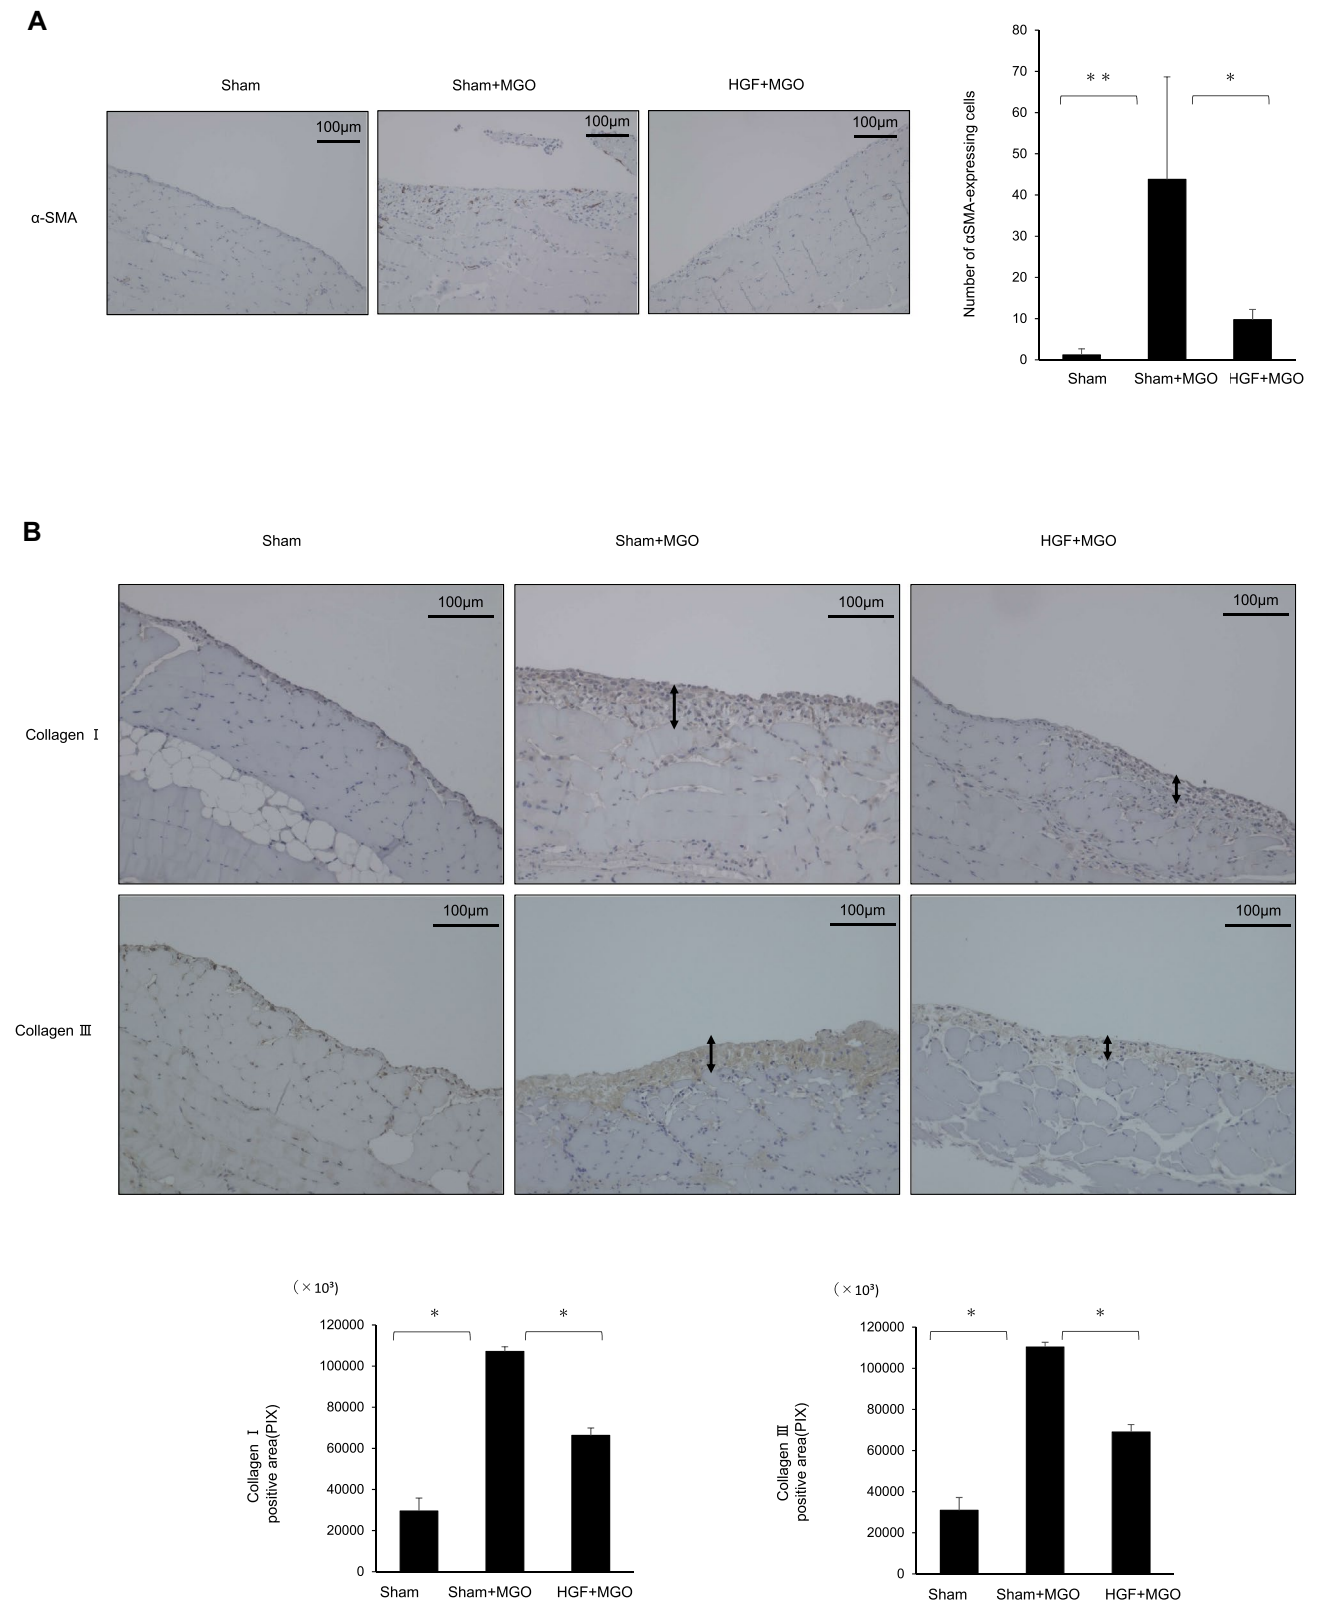 A
Sham
Sham+MGO
HGF+MGO
α-SMA
100μm
100μm
100μm
Number of αSMA-expressing cells
80
70
60
50
40
30
20
10
0
＊＊
＊
Sham
Sham+MGO
HGF+MGO
B
Sham
Sham+MGO
HGF+MGO
Collagen Ⅰ
100μm
100μm
100μm
Collagen Ⅲ
100μm
100μm
100μm
（×10³)
Collagen Ⅰ
positive area(PIX)
120000
100000
80000
60000
40000
20000
0
＊
＊
Sham
Sham+MGO
HGF+MGO
（×10³)
Collagen Ⅲ
positive area(PIX)
120000
100000
80000
60000
40000
20000
0
＊
＊
Sham
Sham+MGO
HGF+MGO